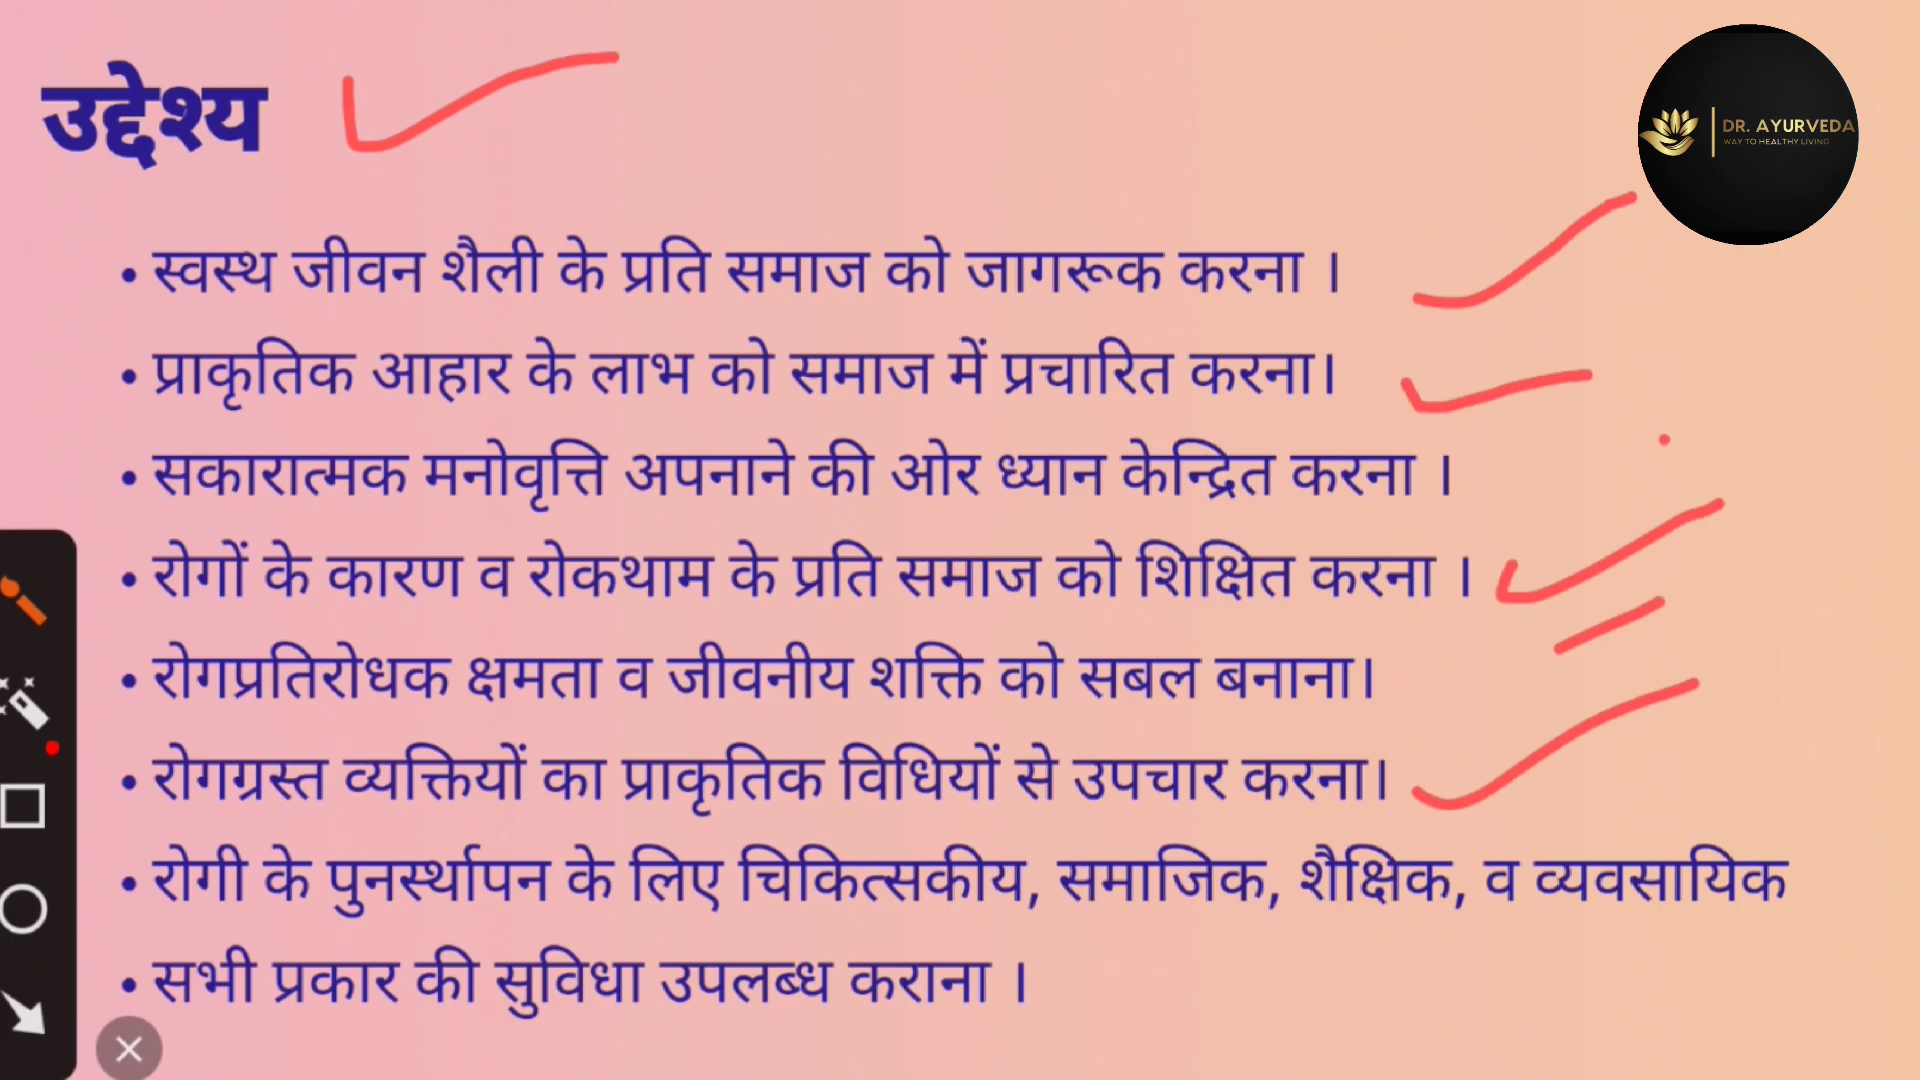 उद्देश्य
DR. AYURVEDA
WAY TO HEALTHY LIVING
• स्वस्थ जीवन शैली के प्रति समाज को जागरूक करना ।
• प्राकृतिक आहार के लाभ को समाज में प्रचारित करना।
• सकारात्मक मनोवृत्ति अपनाने की ओर ध्यान केन्द्रित करना ।
• रोगों के कारण व रोकथाम के प्रति समाज को शिक्षित करना ।
• रोगप्रतिरोधक क्षमता व जीवनीय शक्ति को सबल बनाना।
• रोगग्रस्त व्यक्तियों का प्राकृतिक विधियों से उपचार करना।
• रोगी के पुनर्स्थापन के लिए चिकित्सकीय, समाजिक, शैक्षिक, व व्यवसायिक
• सभी प्रकार की सुविधा उपलब्ध कराना ।